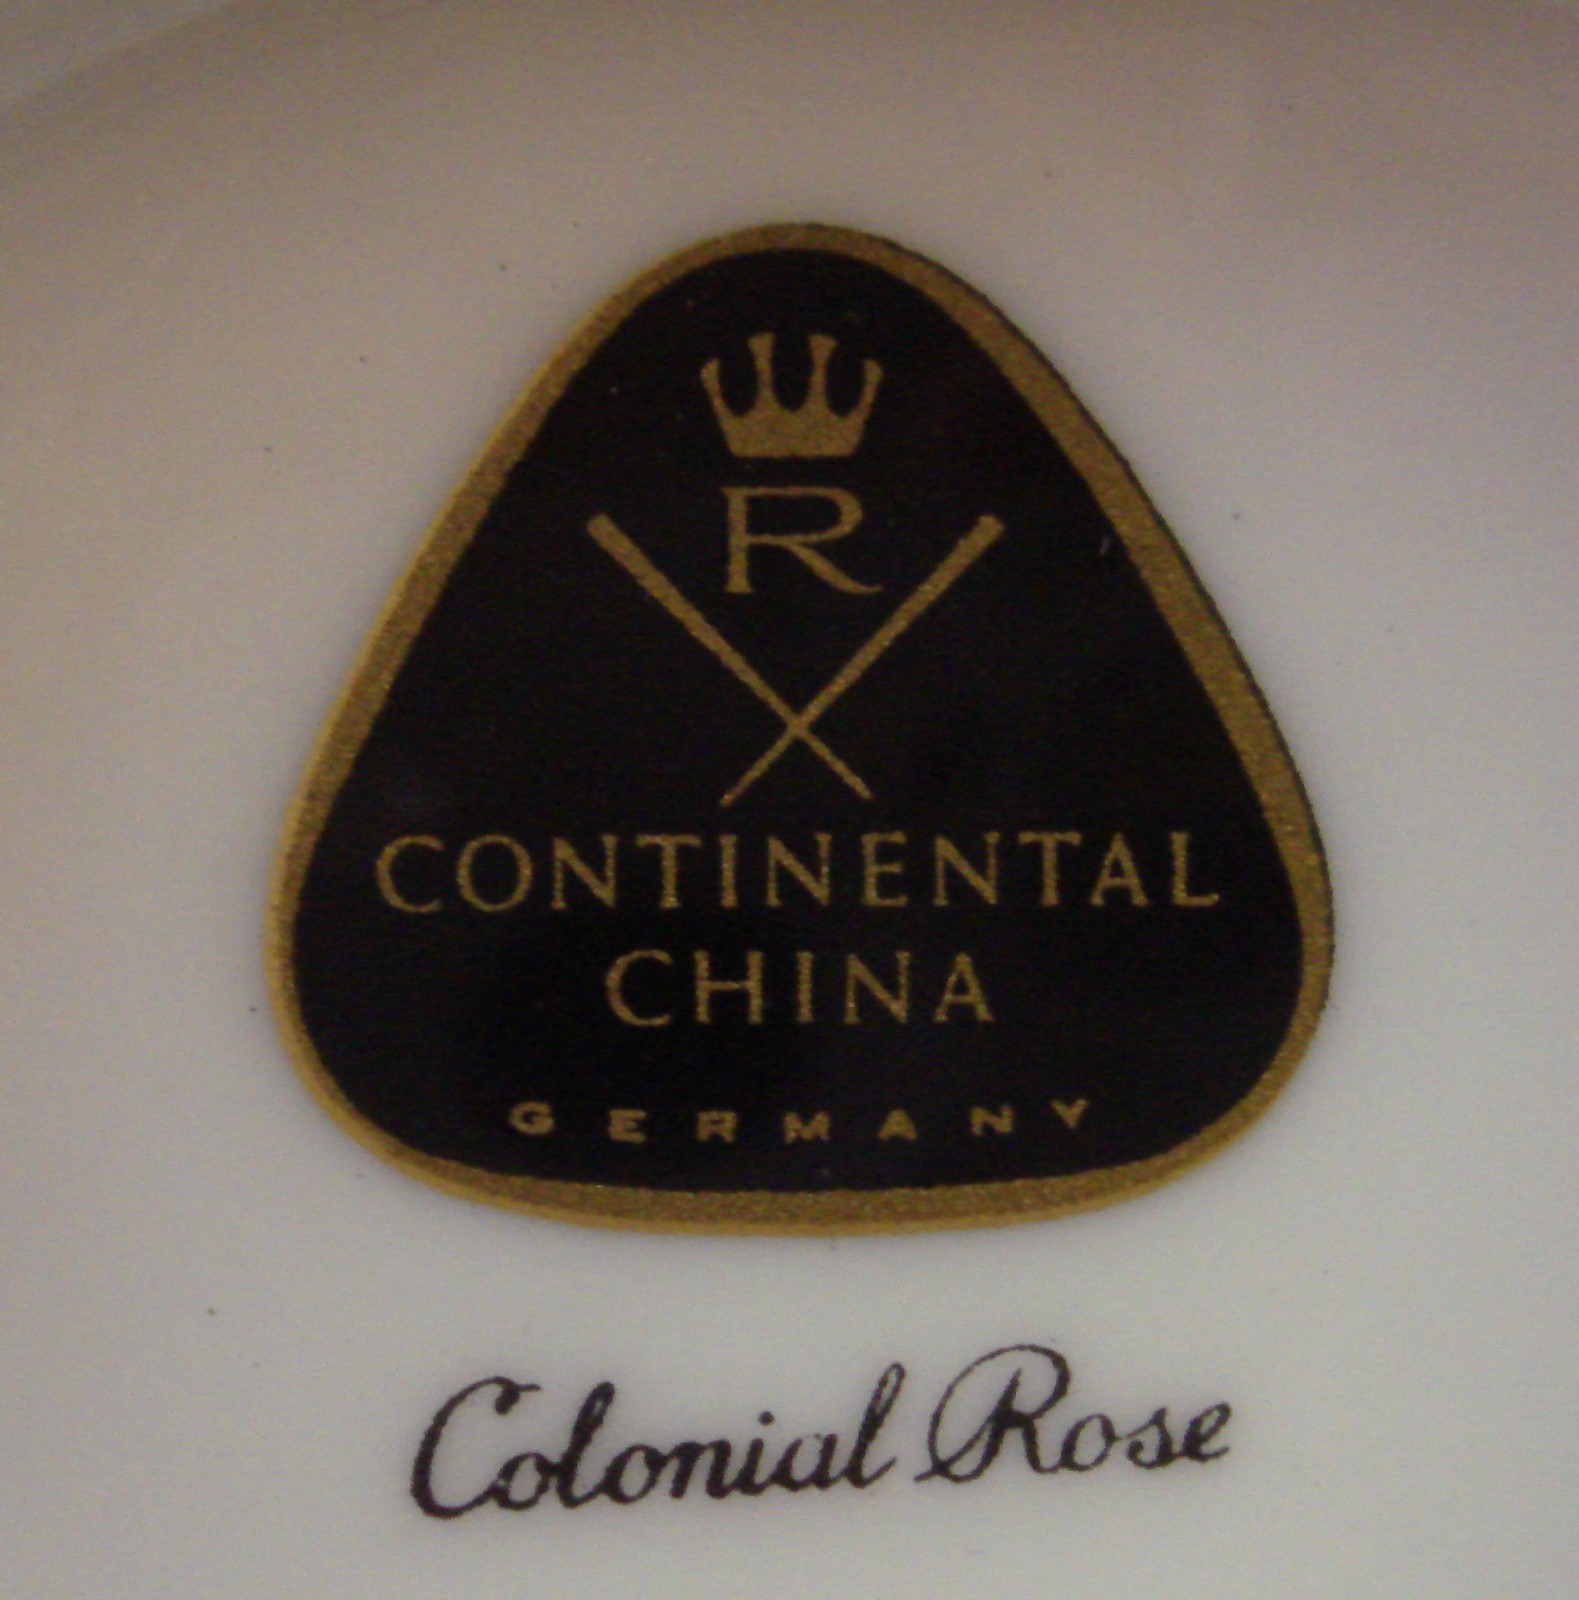 R
CONTINENTAL
CHINA
GERMANY
Colonial Rose